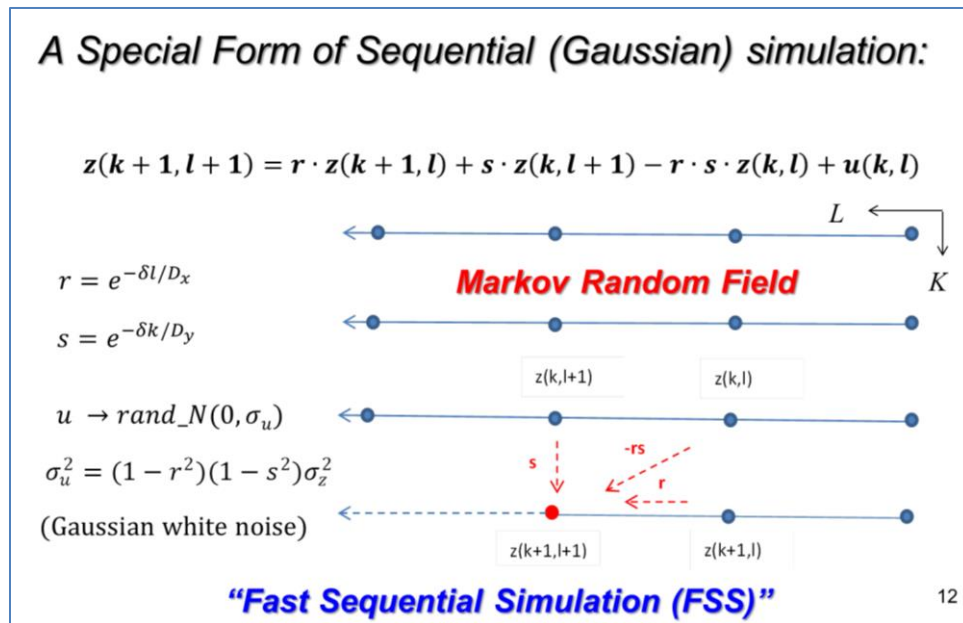 A Special Form of Sequential (Gaussian) simulation:
z(k + 1, l + 1) = r · z(k + 1, l) + s · z(k, l + 1) − r · s · z(k, l) + u(k, l)
L
K
r = e^{−δl/D_x}
Markov Random Field
s = e^{−δk/D_y}
z(k,l+1)
z(k,l)
u → rand_N(0, σ_u)
s
-rs
r
σ_u^2 = (1 − r^2)(1 − s^2)σ_z^2
(Gaussian white noise)
z(k+1,l+1)
z(k+1,l)
“Fast Sequential Simulation (FSS)”
12